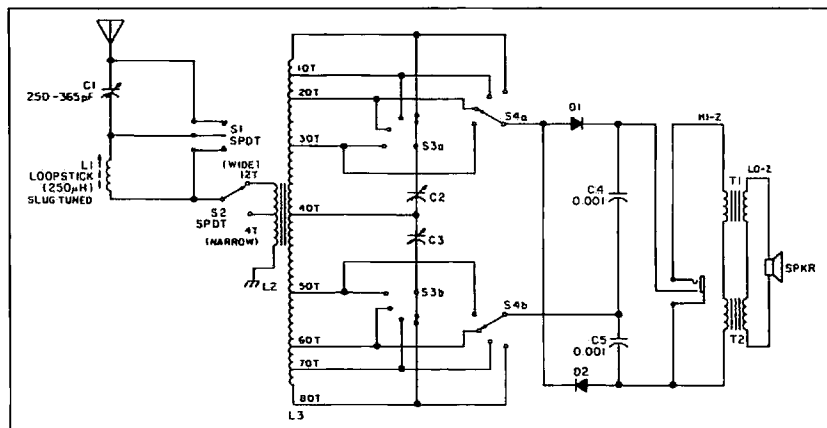 C1
250-365pF
S1
SPDT
L1
LOOPSTICK
(250µH)
SLUG TUNED
(WIDE)
12T
S2
SPDT
4T
(NARROW)
L2
L3
10T
20T
30T
40T
50T
60T
70T
80T
S3a
C2
C3
S3b
S4a
S4b
D1
C4
0.001
C5
0.001
D2
HI-Z
T1
LO-Z
SPKR
T2